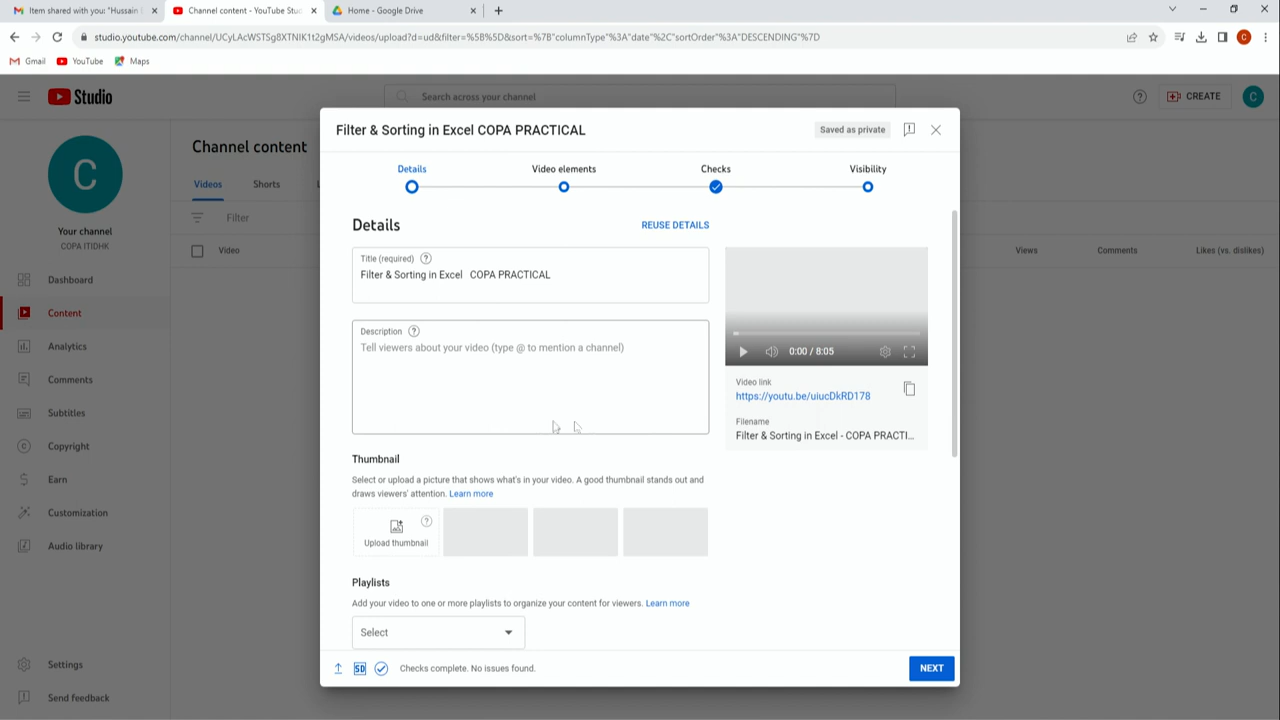 Item shared with you: "Hussain
Channel content - YouTube Stud
Home - Google Drive
studio.youtube.com/channel/UCyLAcWSTSg8XTNIK1t2gMSA/videos/upload?d=ud&filter=%5B%5D&sort=%7B"columnType"%3A"date"%2C"sortOrder"%3A"DESCENDING"%7D
C
Gmail
YouTube
Maps
Studio
Search across your channel
CREATE
C
C
Your channel
COPA ITIDHK
Dashboard
Content
Analytics
Comments
Subtitles
Copyright
Earn
Customization
Audio library
Settings
Send feedback
Channel content
Videos
Shorts
Filter
Video
Views
Comments
Likes (vs. dislikes)
Filter & Sorting in Excel COPA PRACTICAL
Saved as private
Details
Video elements
Checks
Visibility
Details
REUSE DETAILS
Title (required)
Filter & Sorting in Excel COPA PRACTICAL
Description
Tell viewers about your video (type @ to mention a channel)
0:00 / 8:05
Video link
https://youtu.be/uiucDkRD178
Filename
Filter & Sorting in Excel - COPA PRACTI...
Thumbnail
Select or upload a picture that shows what's in your video. A good thumbnail stands out and
draws viewers' attention. Learn more
Upload thumbnail
Playlists
Add your video to one or more playlists to organize your content for viewers. Learn more
Select
SD
Checks complete. No issues found.
NEXT